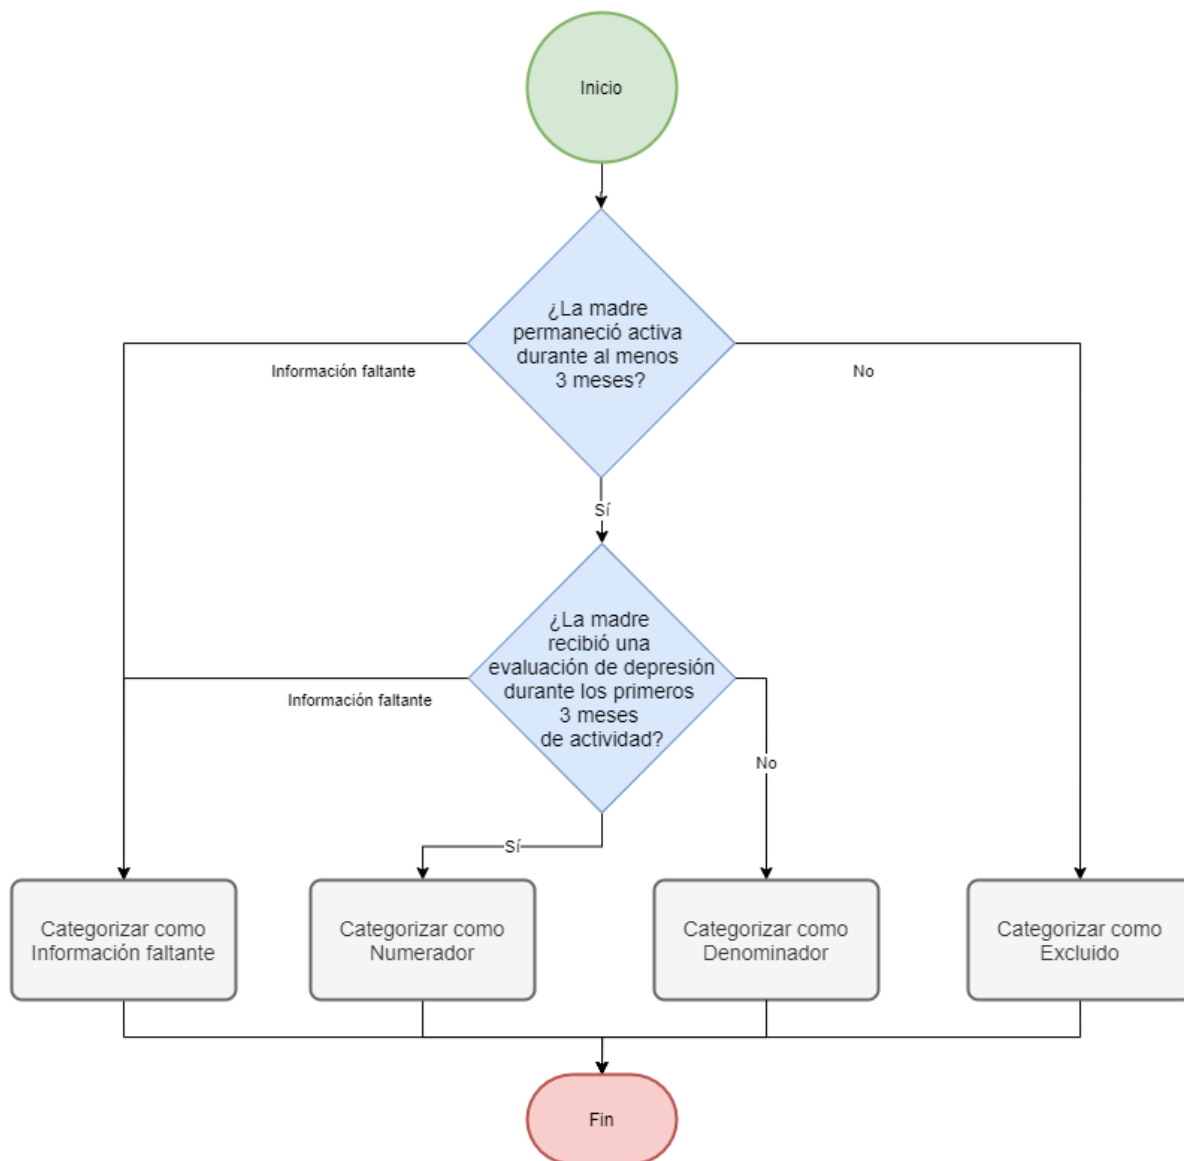 Inicio
¿La madre
permaneció activa
durante al menos
3 meses?
Información faltante
No
Sí
¿La madre
recibió una
evaluación de depresión
durante los primeros
3 meses
de actividad?
Información faltante
No
Sí
Categorizar como
Información faltante
Categorizar como
Numerador
Categorizar como
Denominador
Categorizar como
Excluido
Fin